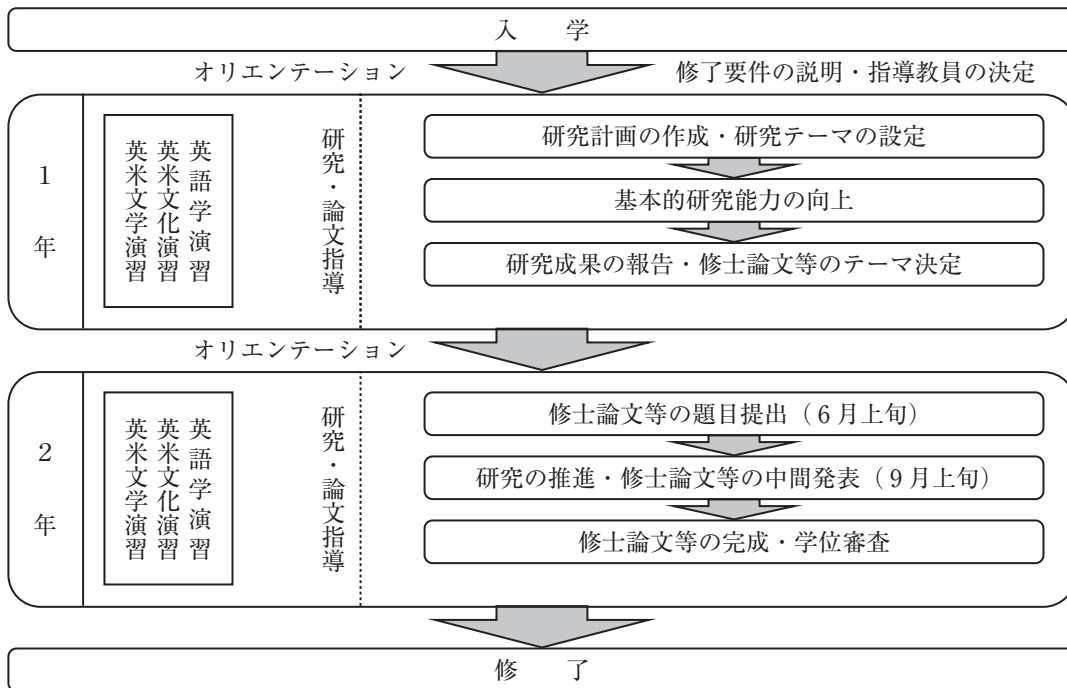 入　学
オリエンテーション
修了要件の説明・指導教員の決定
1年
英語学演習
英米文化演習
英米文学演習
研究・論文指導
研究計画の作成・研究テーマの設定
基本的研究能力の向上
研究成果の報告・修士論文等のテーマ決定
オリエンテーション
2年
英語学演習
英米文化演習
英米文学演習
研究・論文指導
修士論文等の題目提出（6月上旬）
研究の推進・修士論文等の中間発表（9月上旬）
修士論文等の完成・学位審査
修　了